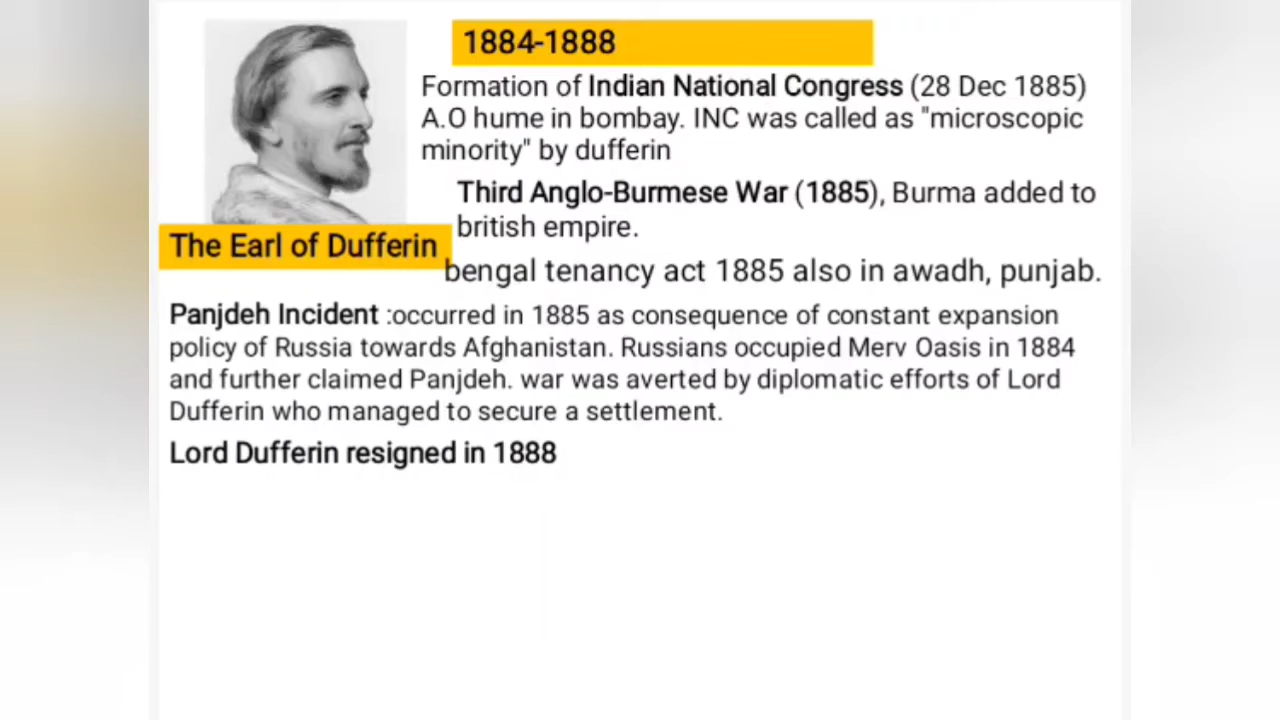 1884-1888
Formation of Indian National Congress (28 Dec 1885)
A.O hume in bombay. INC was called as "microscopic
minority" by dufferin
Third Anglo-Burmese War (1885), Burma added to
british empire.
The Earl of Dufferin
bengal tenancy act 1885 also in awadh, punjab.
Panjdeh Incident :occurred in 1885 as consequence of constant expansion
policy of Russia towards Afghanistan. Russians occupied Merv Oasis in 1884
and further claimed Panjdeh. war was averted by diplomatic efforts of Lord
Dufferin who managed to secure a settlement.
Lord Dufferin resigned in 1888